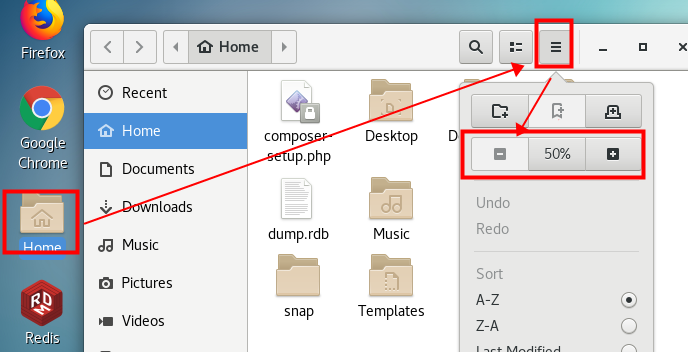 Firefox
Google
Chrome
Home
Redis
Home
Recent
Home
Documents
Downloads
Music
Pictures
Videos
composer-
setup.php
Desktop
dump.rdb
Music
snap
Templates
50%
Undo
Redo
Sort
A-Z
Z-A
Last Modified